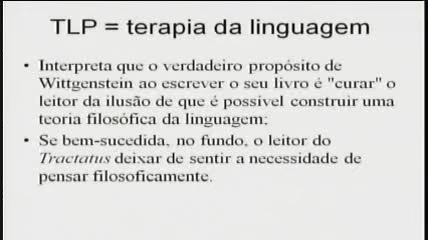 TLP = terapia da linguagem
• Interpreta que o verdadeiro propósito de
Wittgenstein ao escrever o seu livro é "curar" o
leitor da ilusão de que é possível construir uma
teoria filosófica da linguagem;
• Se bem-sucedida, no fundo, o leitor do
Tractatus deixar de sentir a necessidade de
pensar filosoficamente.